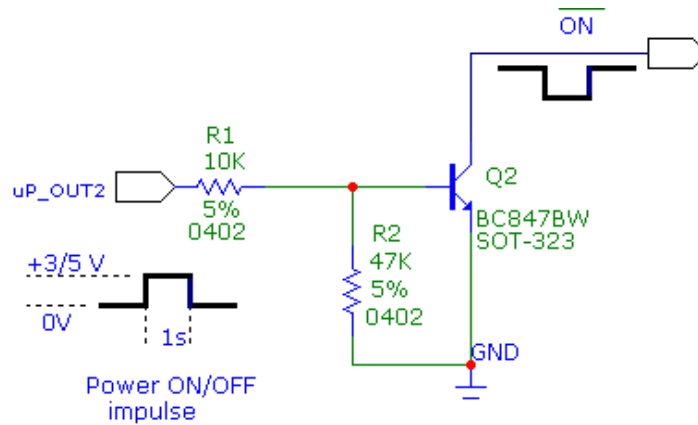 ON
R1
10K
uP_OUT2
5%
0402
Q2
BC847BW
SOT-323
R2
47K
5%
0402
+3/5 V
0V
1s
GND
Power ON/OFF
impulse